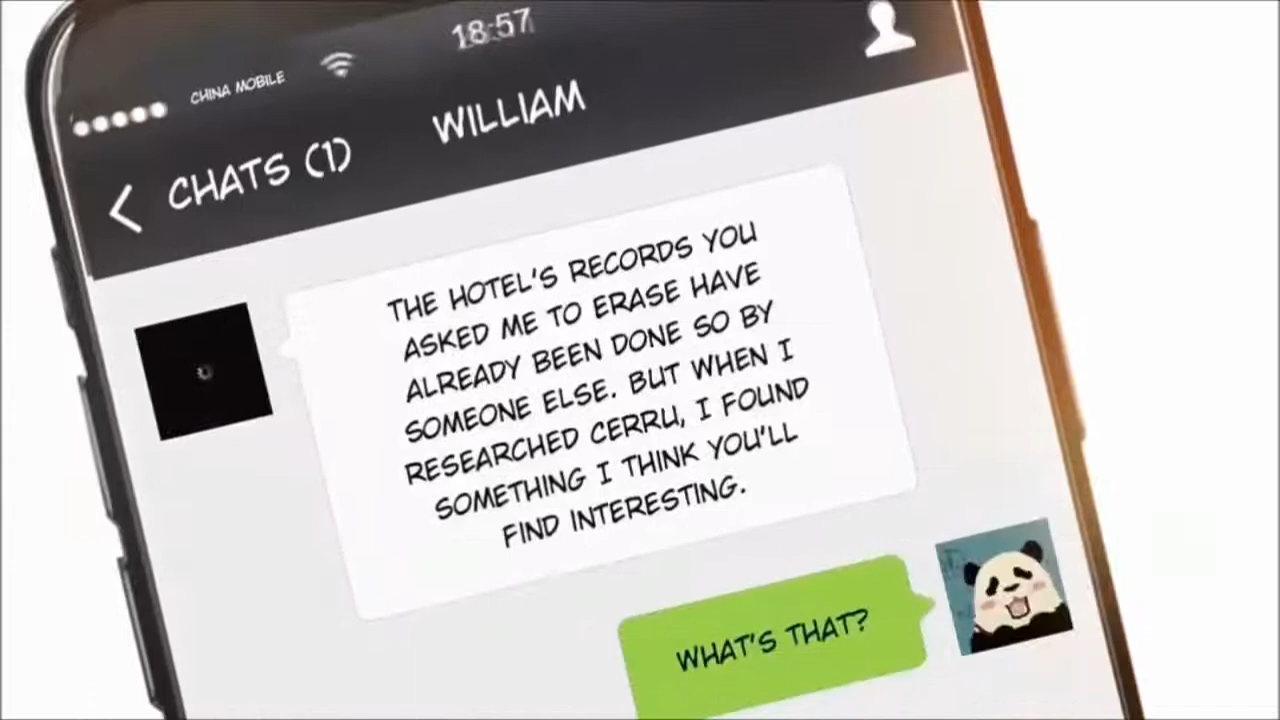 18:57
CHINA MOBILE
CHATS (1)
WILLIAM
THE HOTEL'S RECORDS YOU
ASKED ME TO ERASE HAVE
ALREADY BEEN DONE SO BY
SOMEONE ELSE. BUT WHEN I
RESEARCHED CERRU, I FOUND
SOMETHING I THINK YOU'LL
FIND INTERESTING.
WHAT'S THAT?